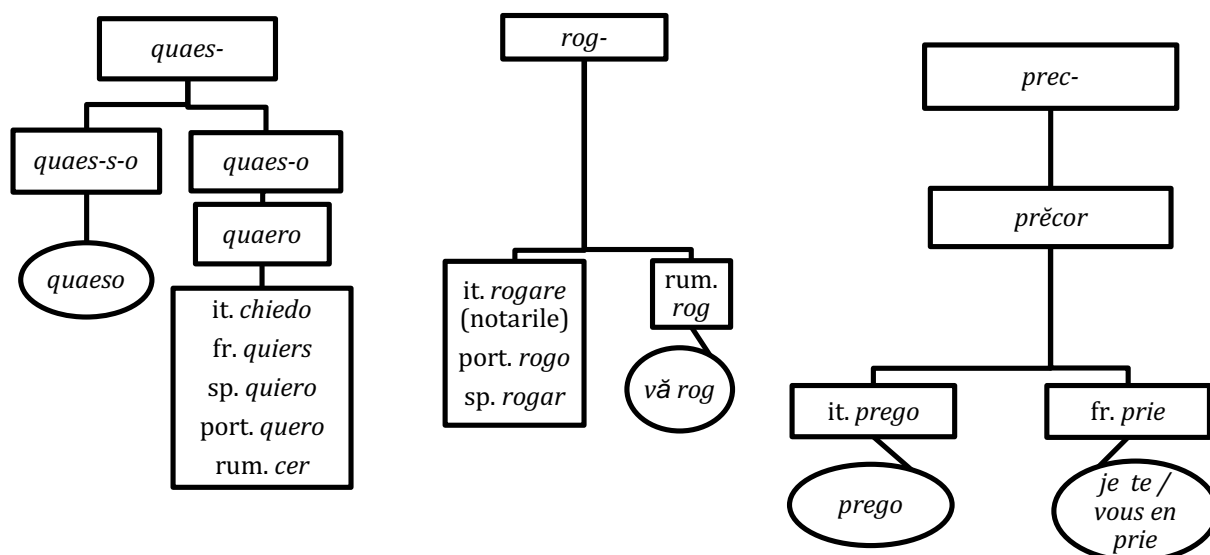 quaes-
quaes-s-o
quaes-o
quaero
quaeso
it. chiedo
fr. quiers
sp. quiero
port. quero
rum. cer
rog-
it. rogare
(notarile)
port. rogo
sp. rogar
rum.
rog
vă rog
prec-
prĕcor
it. prego
fr. prie
prego
je te /
vous en
prie